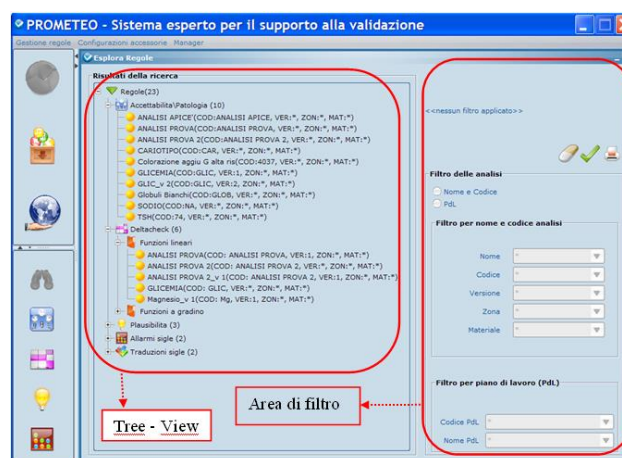 PROMETEO - Sistema esperto per il supporto alla validazione
Gestione regole Configurazioni accessorie Manager
Esplora Regole
Risultati della ricerca
Regole(23)
Accettabilita\Patologia (10)
ANALISI APICE'(COD:ANALISI APICE, VER:*, ZON:*, MAT:*)
ANALISI PROVA(COD:ANALISI PROVA, VER:*, ZON:*, MAT:*)
ANALISI PROVA 2(COD:ANALISI PROVA 2, VER:*, ZON:*, MAT:*)
CARIOTIPO(COD:CAR, VER:*, ZON:*, MAT:*)
Colorazione aggiu G alta ris(COD:4037, VER:*, ZON:*, MAT:*)
GLICEMIA(COD:GLIC, VER:1, ZON:*, MAT:*)
GLIC_v 2(COD:GLIC, VER:2, ZON:*, MAT:*)
Globuli Bianchi(COD:GLOB, VER:*, ZON:*, MAT:*)
SODIO(COD:NA, VER:*, ZON:*, MAT:*)
TSH(COD:74, VER:*, ZON:*, MAT:*)
Deltacheck (6)
Funzioni lineari
ANALISI PROVA(COD: ANALISI PROVA, VER:1, ZON:*, MAT:*)
ANALISI PROVA 2(COD: ANALISI PROVA 2, VER:*, ZON:*, MAT:*)
ANALISI PROVA 2_v 1(COD: ANALISI PROVA 2, VER:1, ZON:*, MAT:*)
GLICEMIA(COD: GLIC, VER:*, ZON:*, MAT:*)
Magnesio_v 1(COD: Mg, VER:1, ZON:*, MAT:*)
Funzioni a gradino
Plausibilita (3)
Allarmi sigle (2)
Traduzioni sigle (2)
<<nessun filtro applicato>>
Filtro delle analisi
Nome e Codice
PdL
Filtro per nome e codice analisi
Nome *
Codice *
Versione *
Zona *
Materiale *
Filtro per piano di lavoro (PdL)
Codice PdL *
Nome PdL *
Tree - View
Area di filtro